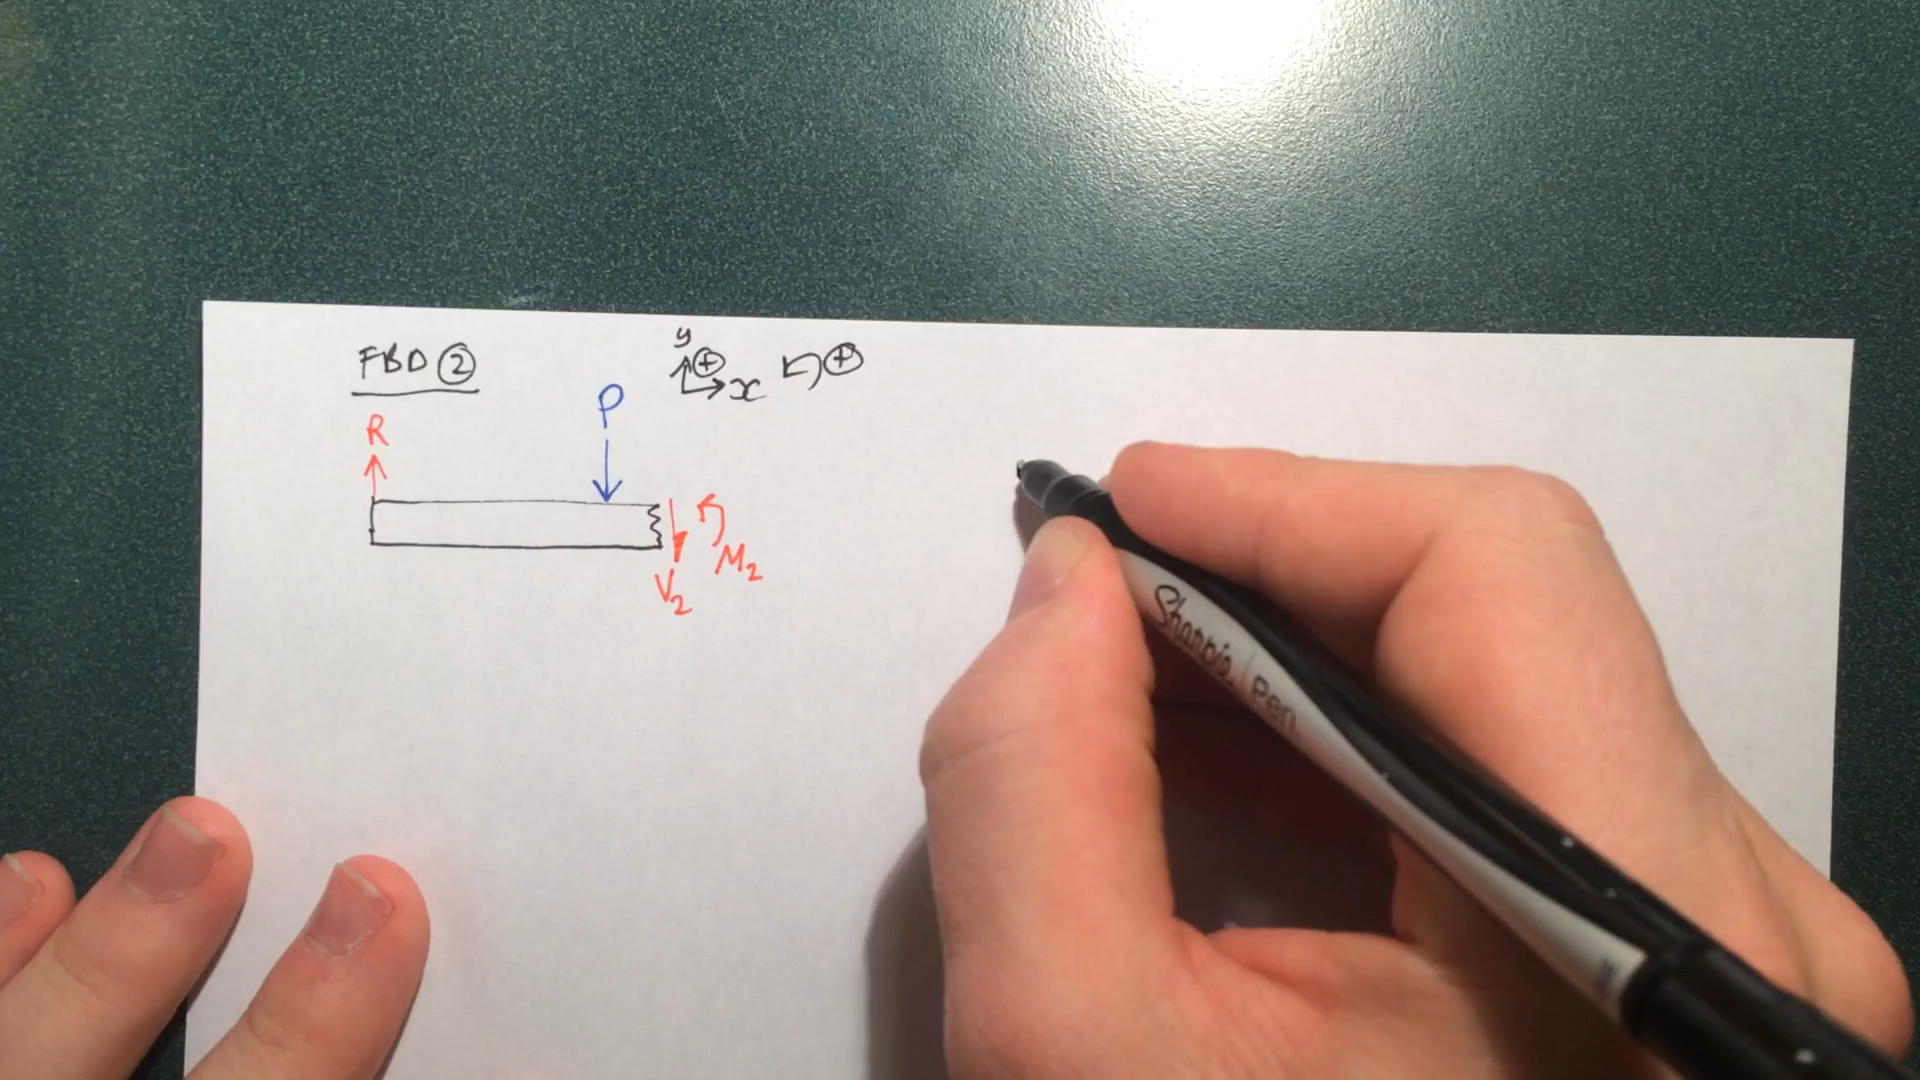 FBD ②
y
⊕
x ⊕
P
R
M₂
V₂
Sharpie. Pen